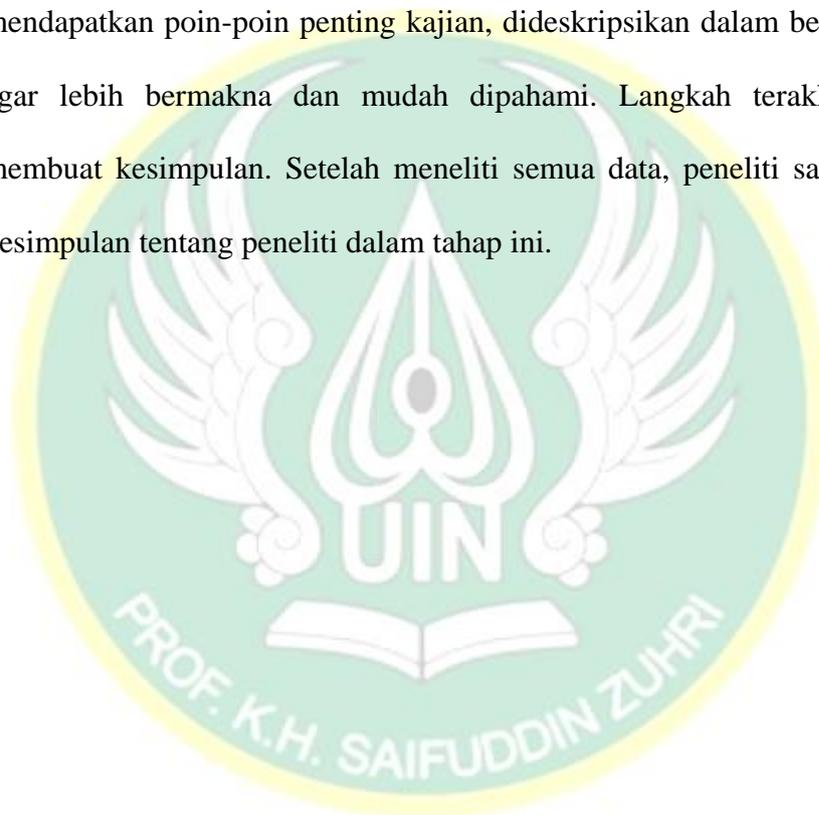 mendapatkan poin-poin penting kajian, dideskripsikan dalam be
gar lebih bermakna dan mudah dipahami. Langkah terak
membuat kesimpulan. Setelah meneliti semua data, peneliti sa
esimpulan tentang peneliti dalam tahap ini.
UIN
PROF. K.H. SAIFUDDIN ZUHRI